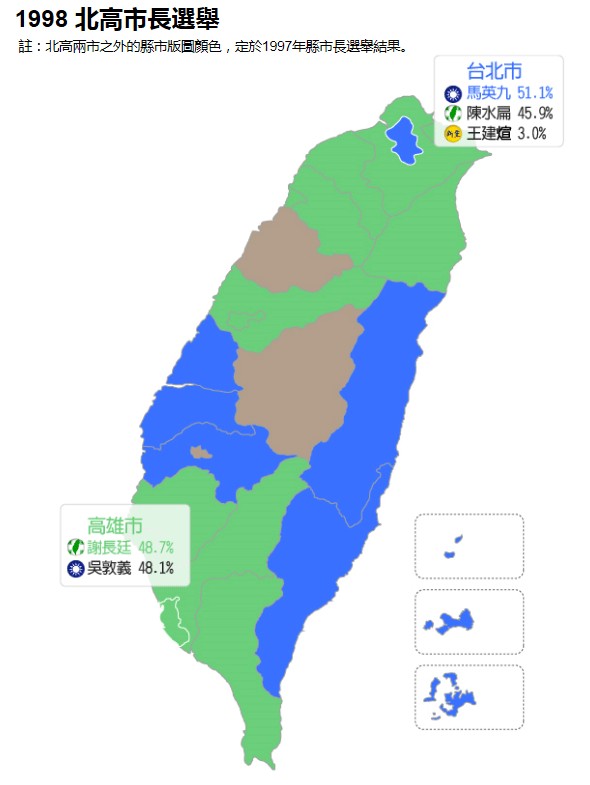 1998 北高市長選舉
註：北高兩市之外的縣市版圖顏色，定於1997年縣市長選舉結果。
台北市
馬英九 51.1%
陳水扁 45.9%
王建煊 3.0%
高雄市
謝長廷 48.7%
吳敦義 48.1%